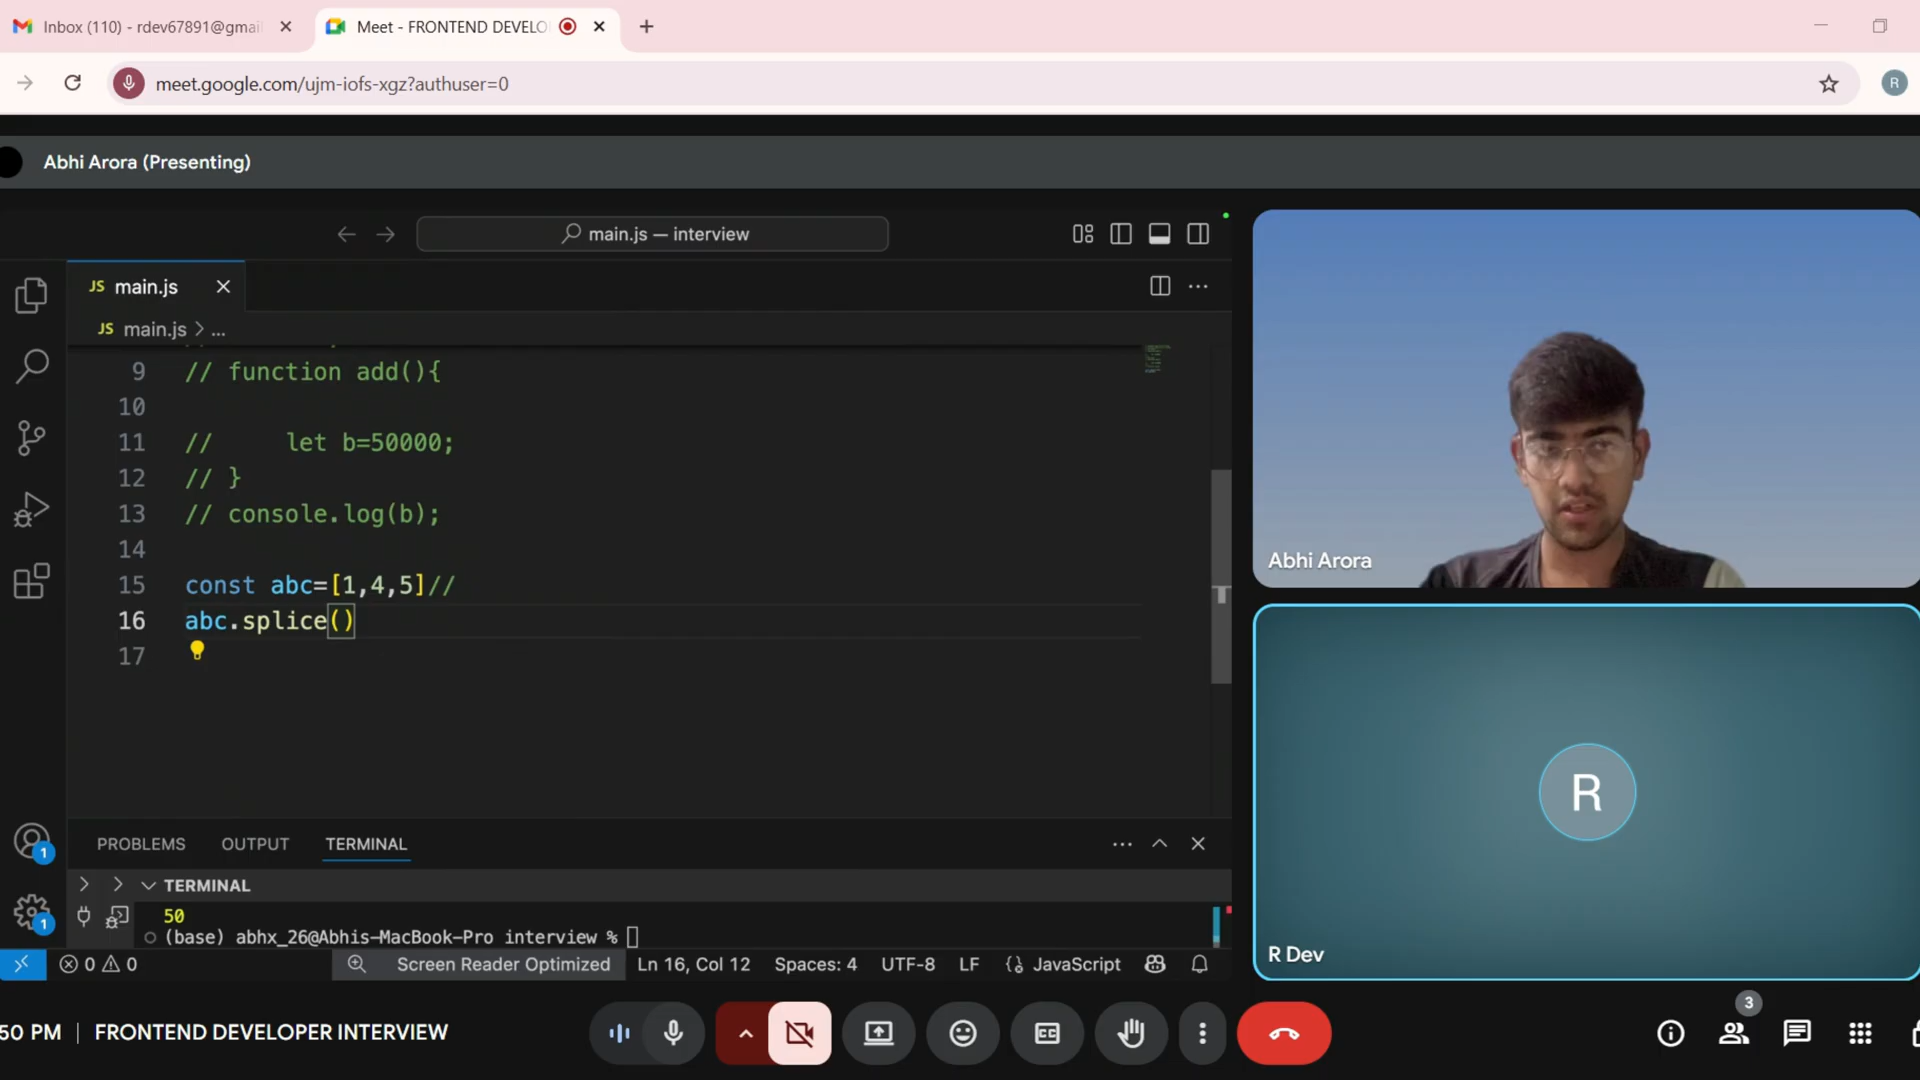 Inbox (110) - rdev67891@gmai
Meet - FRONTEND DEVELO
meet.google.com/ujm-iofs-xgz?authuser=0
R
Abhi Arora (Presenting)
main.js — interview
JS main.js
JS main.js > ...
9 // function add(){
10
11 //     let b=50000;
12 // }
13 // console.log(b);
14
15 const abc=[1,4,5]//
16 abc.splice()
17
Abhi Arora
R
R Dev
PROBLEMS OUTPUT TERMINAL
TERMINAL
50
(base) abhx_26@Abhis-MacBook-Pro interview %
1
1
0 0
Screen Reader Optimized Ln 16, Col 12 Spaces: 4 UTF-8 LF {} JavaScript
50 PM | FRONTEND DEVELOPER INTERVIEW
CC
3